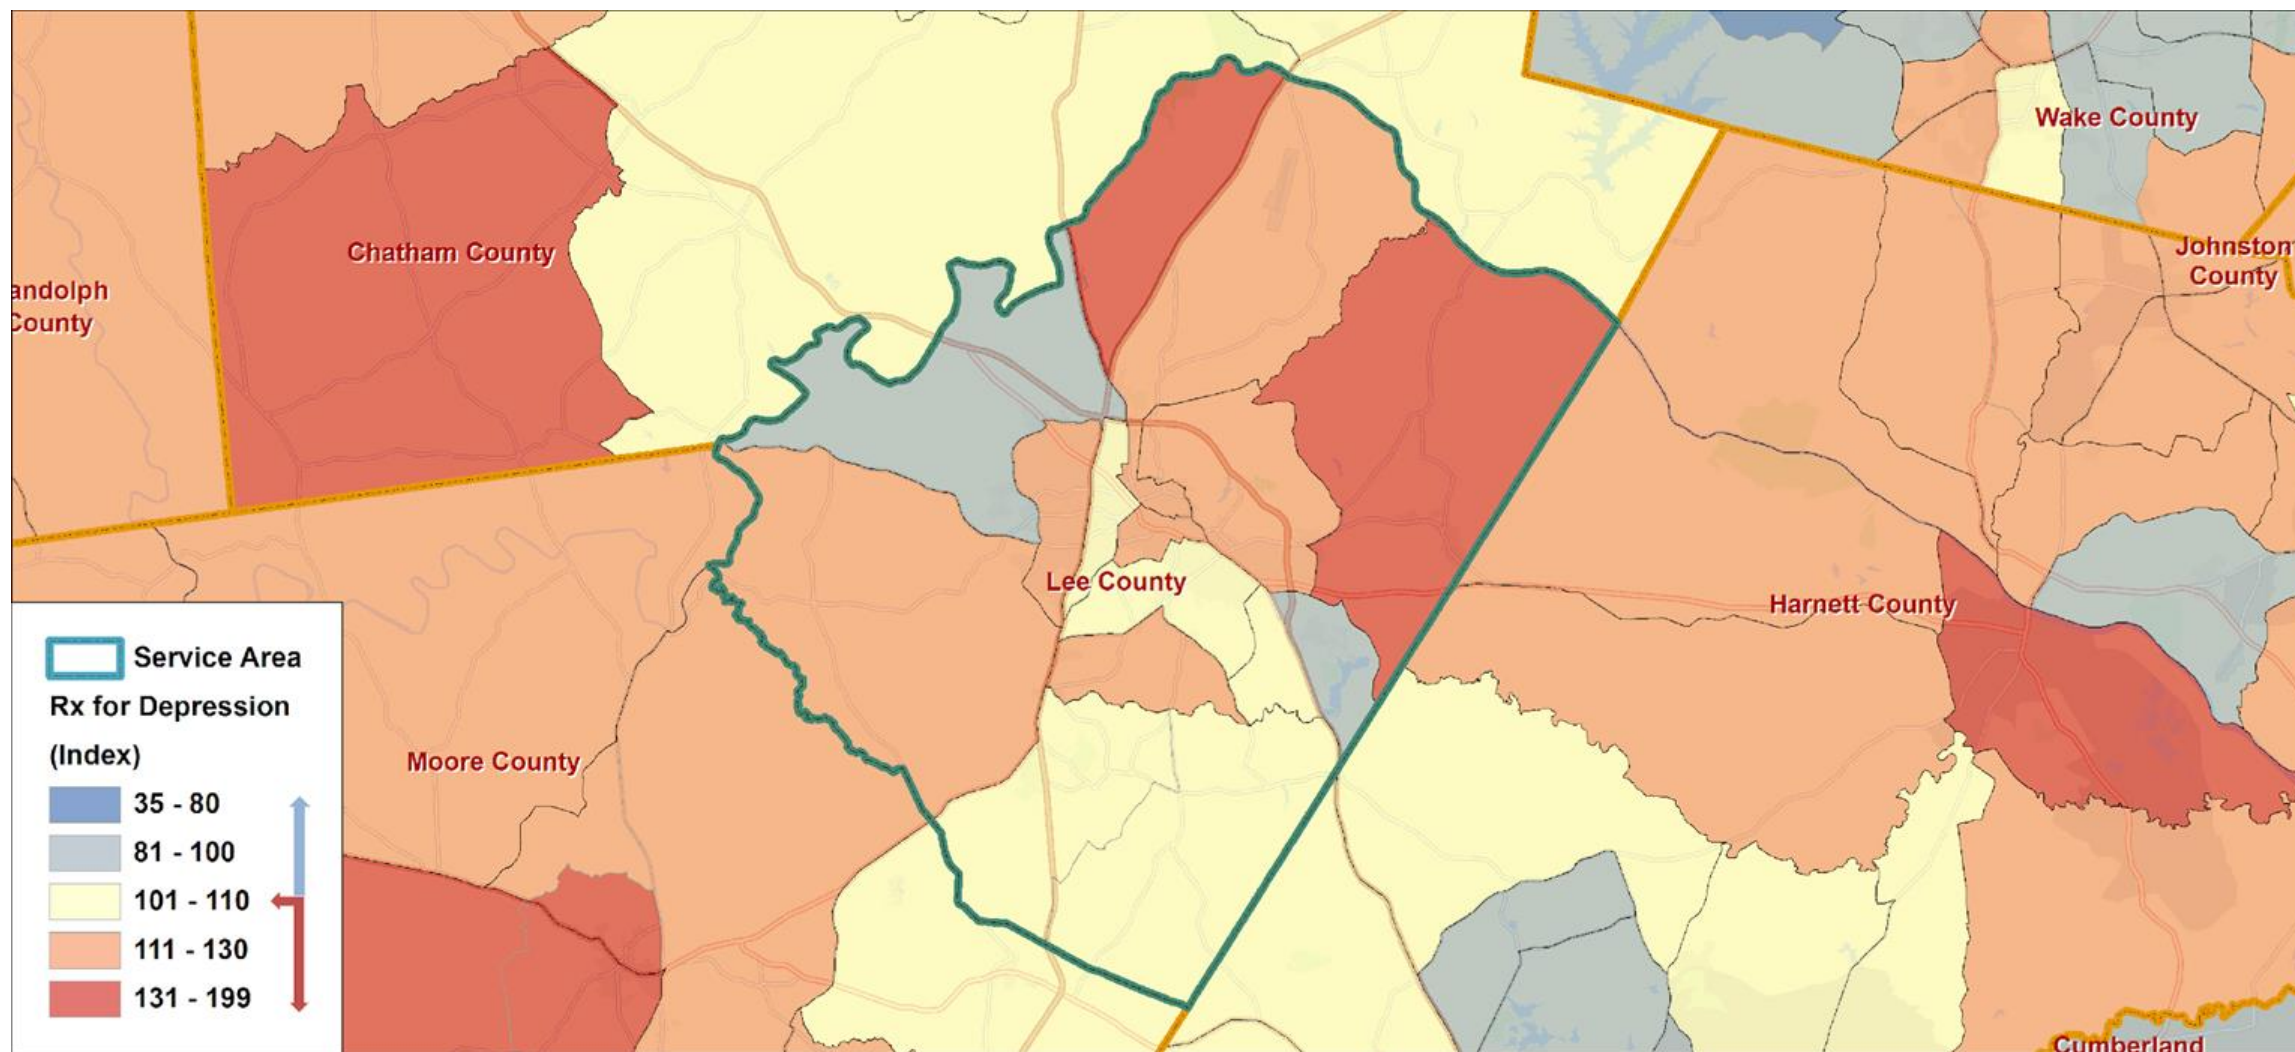 Wake County
Chatham County
Johnston
County
andolph
County
Lee County
Harnett County
Moore County
Cumberland
Service Area
Rx for Depression
(Index)
35 - 80
81 - 100
101 - 110
111 - 130
131 - 199